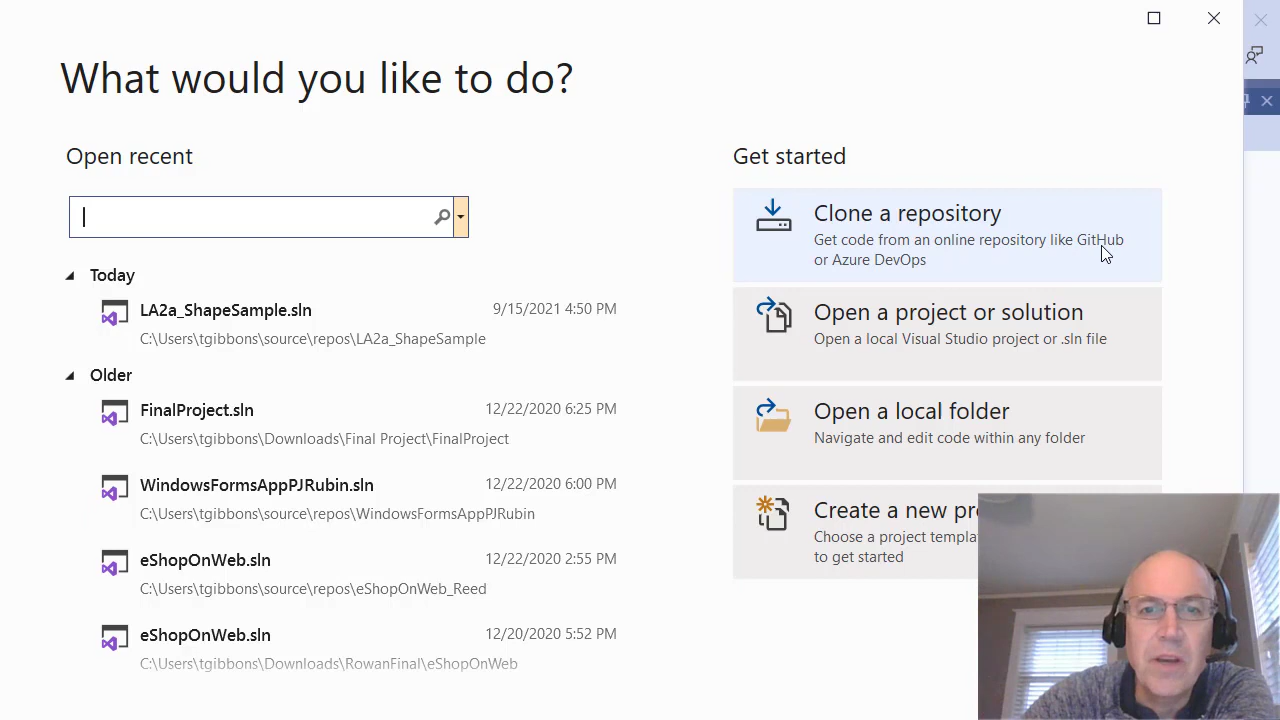 What would you like to do?
Open recent
Today
LA2a_ShapeSample.sln
9/15/2021 4:50 PM
C:\Users\tgibbons\source\repos\LA2a_ShapeSample
Older
FinalProject.sln
12/22/2020 6:25 PM
C:\Users\tgibbons\Downloads\Final Project\FinalProject
WindowsFormsAppPJRubin.sln
12/22/2020 6:00 PM
C:\Users\tgibbons\source\repos\WindowsFormsAppPJRubin
eShopOnWeb.sln
12/22/2020 2:55 PM
C:\Users\tgibbons\source\repos\eShopOnWeb_Reed
eShopOnWeb.sln
12/20/2020 5:52 PM
Get started
Clone a repository
Get code from an online repository like GitHub
or Azure DevOps
Open a project or solution
Open a local Visual Studio project or .sln file
Open a local folder
Navigate and edit code within any folder
Create a new pr
Choose a project templa
to get started